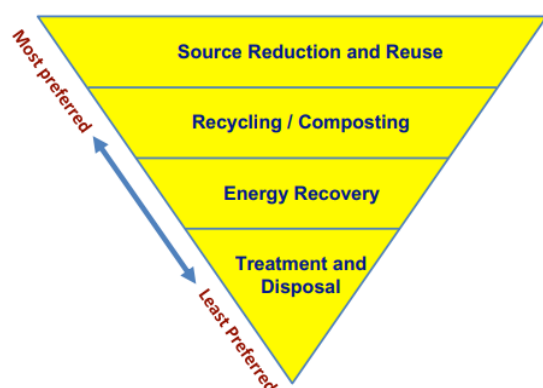 Source Reduction and Reuse
Most preferred
Recycling / Composting
Energy Recovery
Treatment and
Disposal
Least Preferred